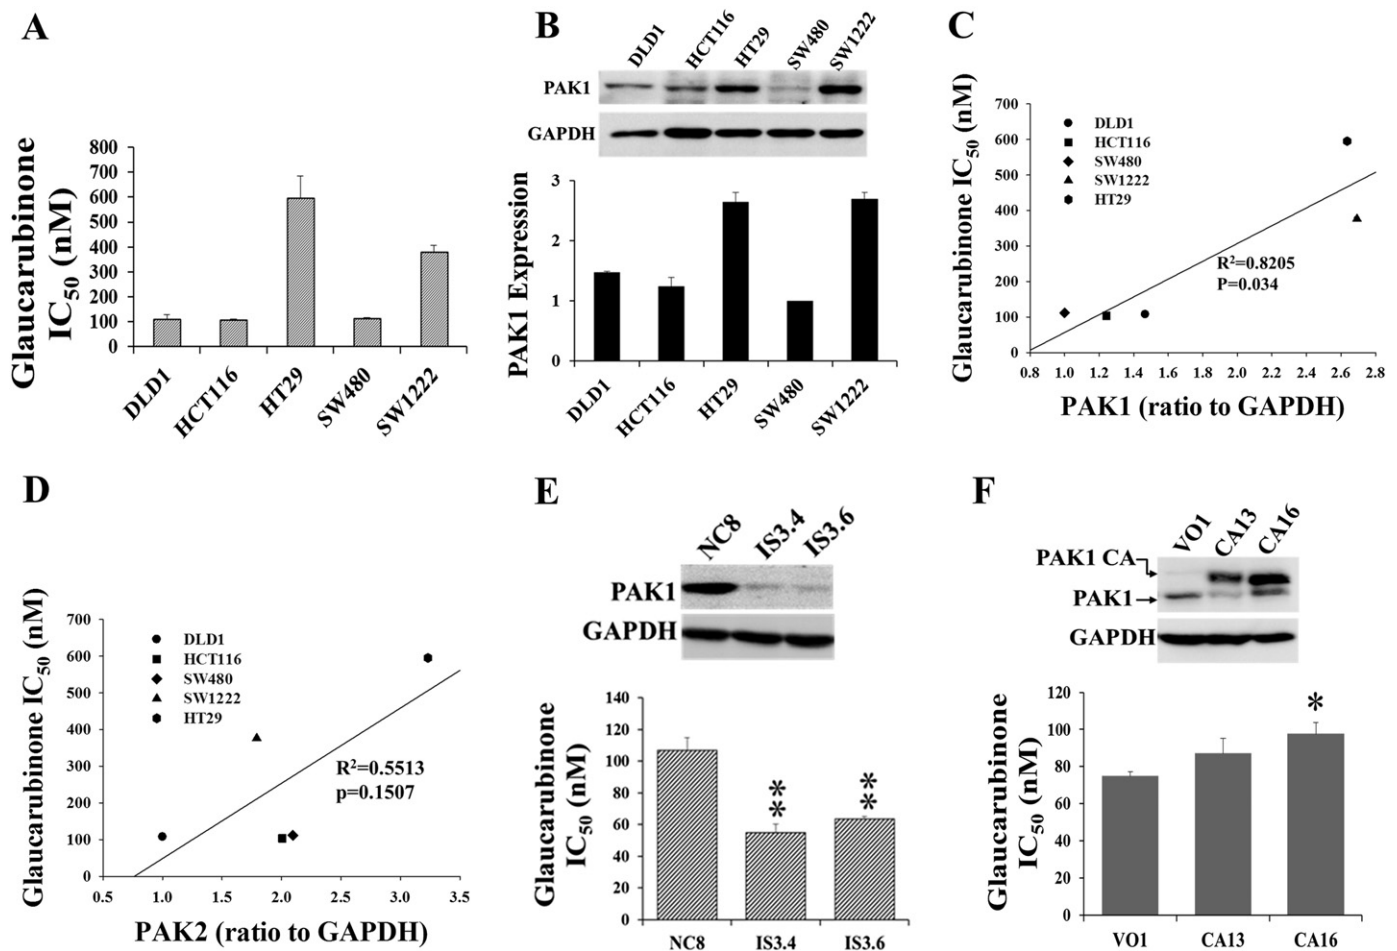 A
Glaucarubinone
IC50 (nM)
800
700
600
500
400
300
200
100
0
DLD1
HCT116
HT29
SW480
SW1222
B
DLD1
HCT116
HT29
SW480
SW1222
PAK1
GAPDH
PAK1 Expression
3
2
1
0
DLD1
HCT116
HT29
SW480
SW1222
C
Glaucarubinone IC50 (nM)
700
600
500
400
300
200
100
0
DLD1
HCT116
SW480
SW1222
HT29
R2=0.8205
P=0.034
0.8 1.0 1.2 1.4 1.6 1.8 2.0 2.2 2.4 2.6 2.8
PAK1 (ratio to GAPDH)
D
Glaucarubinone IC50 (nM)
700
600
500
400
300
200
100
0
DLD1
HCT116
SW480
SW1222
HT29
R2=0.5513
p=0.1507
0.5 1.0 1.5 2.0 2.5 3.0 3.5
PAK2 (ratio to GAPDH)
E
NC8
IS3.4
IS3.6
PAK1
GAPDH
Glaucarubinone
IC50 (nM)
140
120
100
80
60
40
20
0
**
**
NC8 IS3.4 IS3.6
F
VO1
CA13
CA16
PAK1 CA
PAK1
GAPDH
Glaucarubinone
IC50 (nM)
120
100
80
60
40
20
0
*
VO1 CA13 CA16